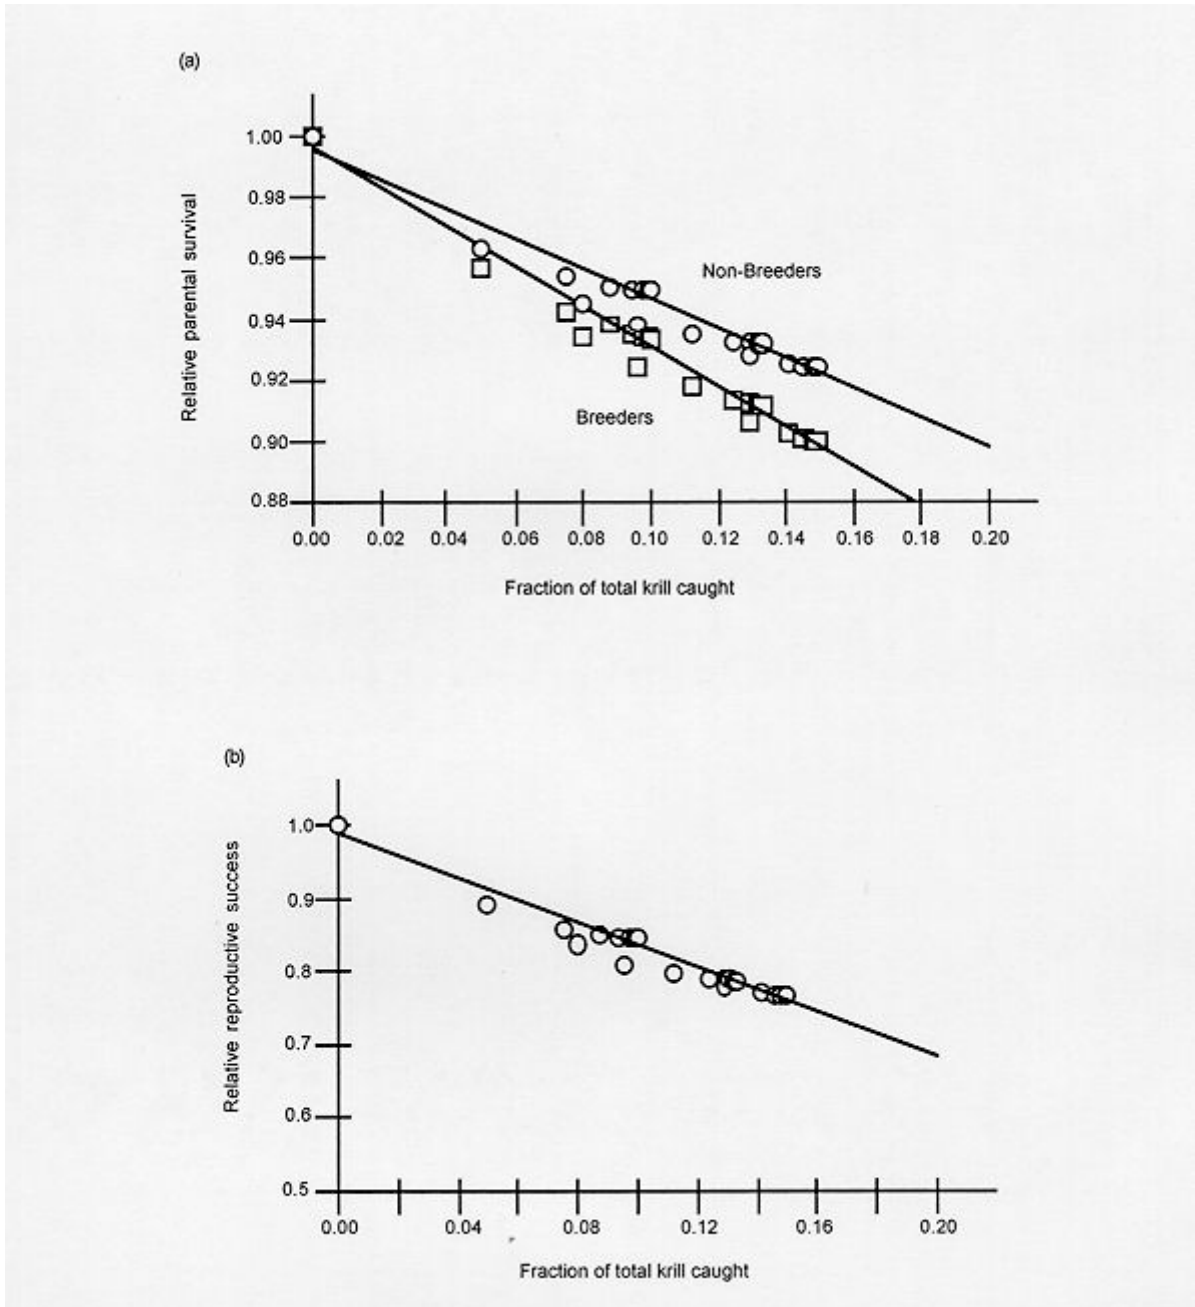 (a)
1.00
0.98
0.96
0.94
0.92
0.90
0.88
Relative parental survival
Non-Breeders
Breeders
0.00 0.02 0.04 0.06 0.08 0.10 0.12 0.14 0.16 0.18 0.20
Fraction of total krill caught
(b)
1.0
0.9
0.8
0.7
0.6
0.5
Relative reproductive success
0.00 0.04 0.08 0.12 0.16 0.20
Fraction of total krill caught